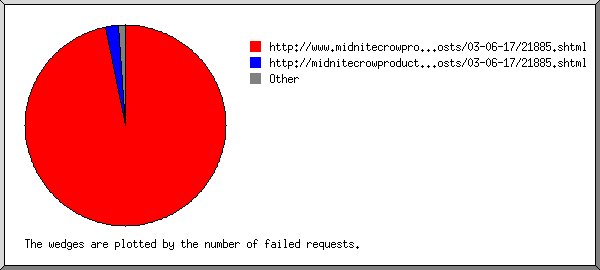 http://www.midnitecrowpro...osts/03-06-17/21885.shtml
http://midnitecrowproduct...osts/03-06-17/21885.shtml
Other
The wedges are plotted by the number of failed requests.